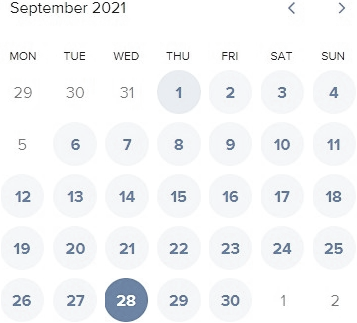 September 2021
MON TUE WED THU FRI SAT SUN
29 30 31 1 2 3 4
5 6 7 8 9 10 11
12 13 14 15 16 17 18
19 20 21 22 23 24 25
26 27 28 29 30 1 2